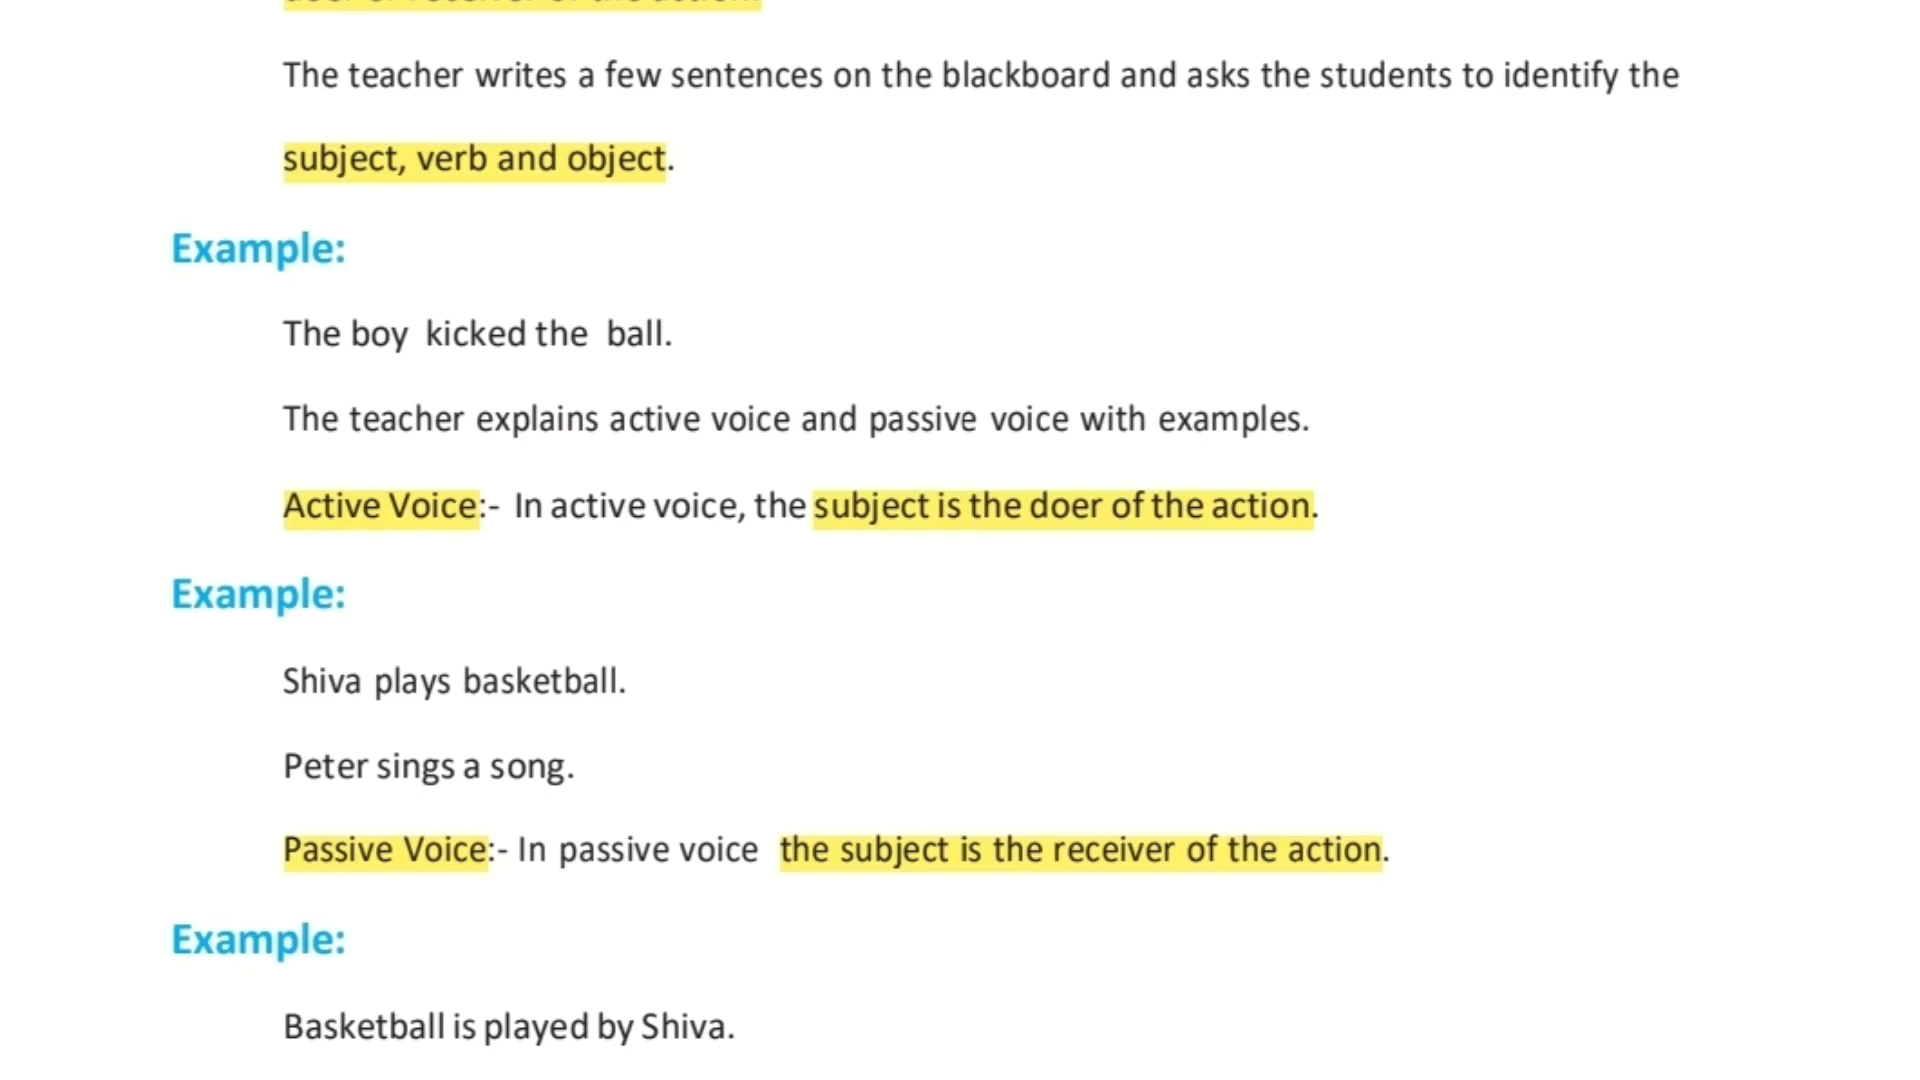 The teacher writes a few sentences on the blackboard and asks the students to identify the
subject, verb and object.
Example:
The boy kicked the ball.
The teacher explains active voice and passive voice with examples.
Active Voice:- In active voice, the subject is the doer of the action.
Example:
Shiva plays basketball.
Peter sings a song.
Passive Voice:- In passive voice the subject is the receiver of the action.
Example:
Basketball is played by Shiva.